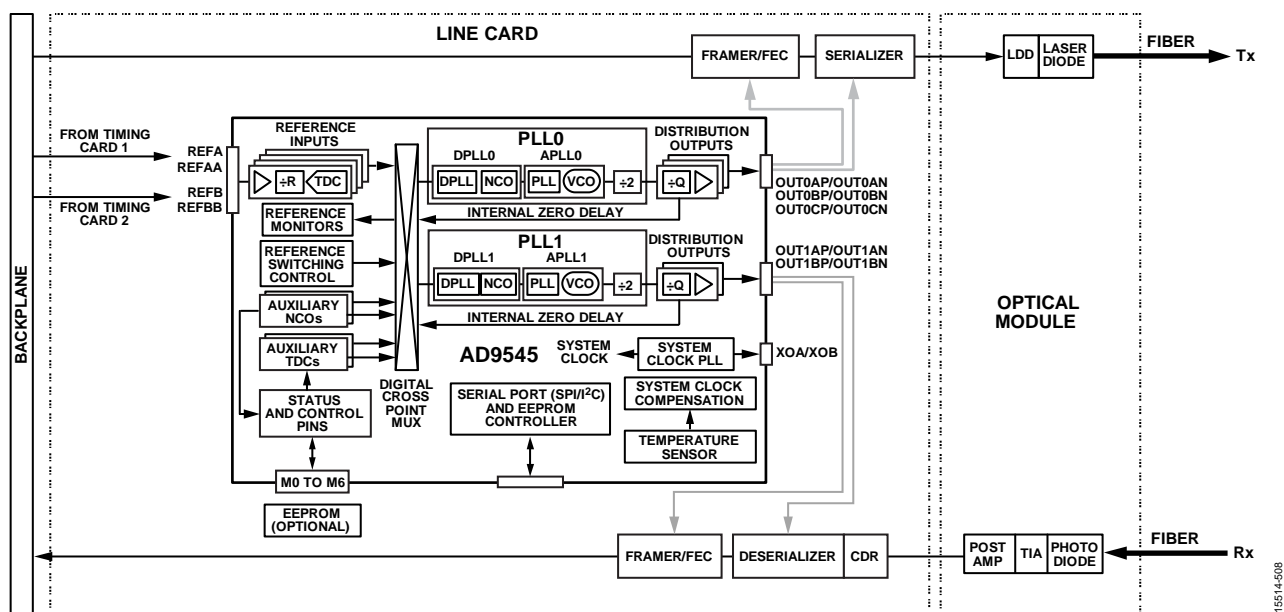 LINE CARD
FRAMER/FEC
SERIALIZER
LDD
LASER
DIODE
FIBER
Tx
BACKPLANE
FROM TIMING
CARD 1
FROM TIMING
CARD 2
REFA
REFAA
REFB
REFBB
REFERENCE
INPUTS
÷R
TDC
REFERENCE
MONITORS
REFERENCE
SWITCHING
CONTROL
AUXILIARY
NCOs
AUXILIARY
TDCs
STATUS
AND CONTROL
PINS
M0 TO M6
EEPROM
(OPTIONAL)
DIGITAL
CROSS
POINT
MUX
PLL0
DPLL0
APLL0
DPLL
NCO
PLL
VCO
÷2
DISTRIBUTION
OUTPUTS
÷Q
INTERNAL ZERO DELAY
OUT0AP/OUT0AN
OUT0BP/OUT0BN
OUT0CP/OUT0CN
PLL1
DPLL1
APLL1
DPLL
NCO
PLL
VCO
÷2
DISTRIBUTION
OUTPUTS
÷Q
INTERNAL ZERO DELAY
OUT1AP/OUT1AN
OUT1BP/OUT1BN
AD9545
SYSTEM
CLOCK
SYSTEM
CLOCK PLL
XOA/XOB
SERIAL PORT (SPI/I²C)
AND EEPROM
CONTROLLER
SYSTEM CLOCK
COMPENSATION
TEMPERATURE
SENSOR
OPTICAL
MODULE
FRAMER/FEC
DESERIALIZER
CDR
POST
AMP
TIA
PHOTO
DIODE
FIBER
Rx
15514-508